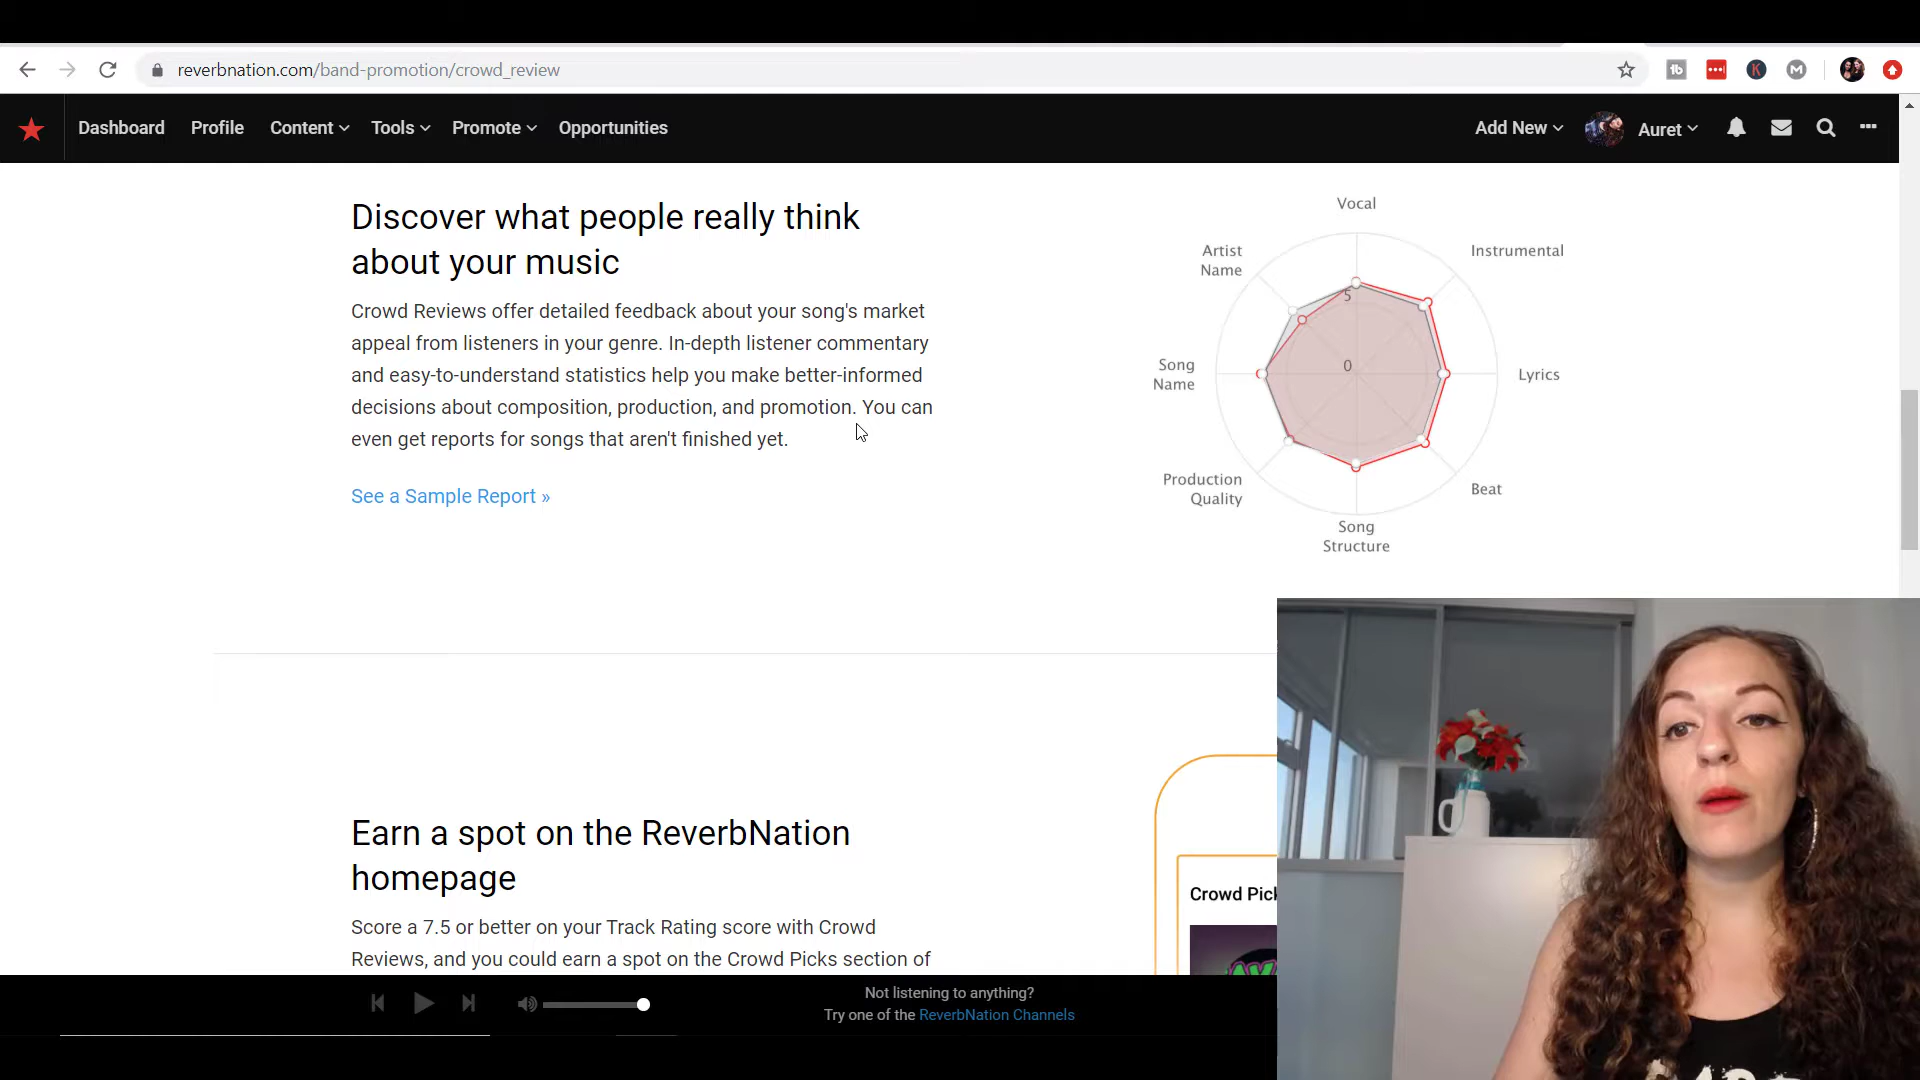 reverbnation.com/band-promotion/crowd_review
Dashboard Profile Content Tools Promote Opportunities Add New Auret
Discover what people really think
about your music
Crowd Reviews offer detailed feedback about your song's market
appeal from listeners in your genre. In-depth listener commentary
and easy-to-understand statistics help you make better-informed
decisions about composition, production, and promotion. You can
even get reports for songs that aren't finished yet.
See a Sample Report »
Vocal
Instrumental
Lyrics
Beat
Song
Structure
Production
Quality
Song
Name
Artist
Name
5
0
Earn a spot on the ReverbNation
homepage
Score a 7.5 or better on your Track Rating score with Crowd
Reviews, and you could earn a spot on the Crowd Picks section of
Crowd Pick
Not listening to anything?
Try one of the ReverbNation Channels